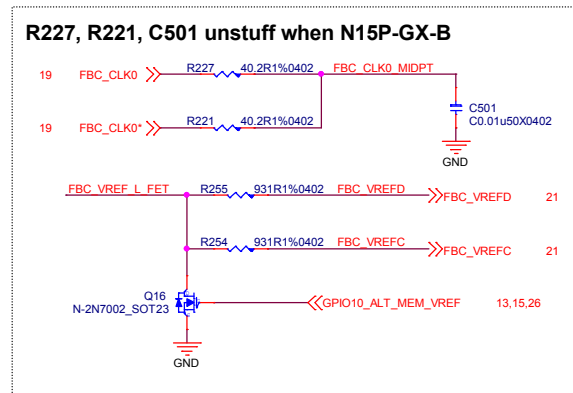 R227, R221, C501 unstuff when N15P-GX-B
19 FBC_CLK0 R227 40.2R1%0402 FBC_CLK0_MIDPT
C501
C0.01u50X0402
19 FBC_CLK0* R221 40.2R1%0402
GND
FBC_VREF_L_FET R255 931R1%0402 FBC_VREFD FBC_VREFD 21
R254 931R1%0402 FBC_VREFC FBC_VREFC 21
Q16
N-2N7002_SOT23
GPIO10_ALT_MEM_VREF 13,15,26
GND